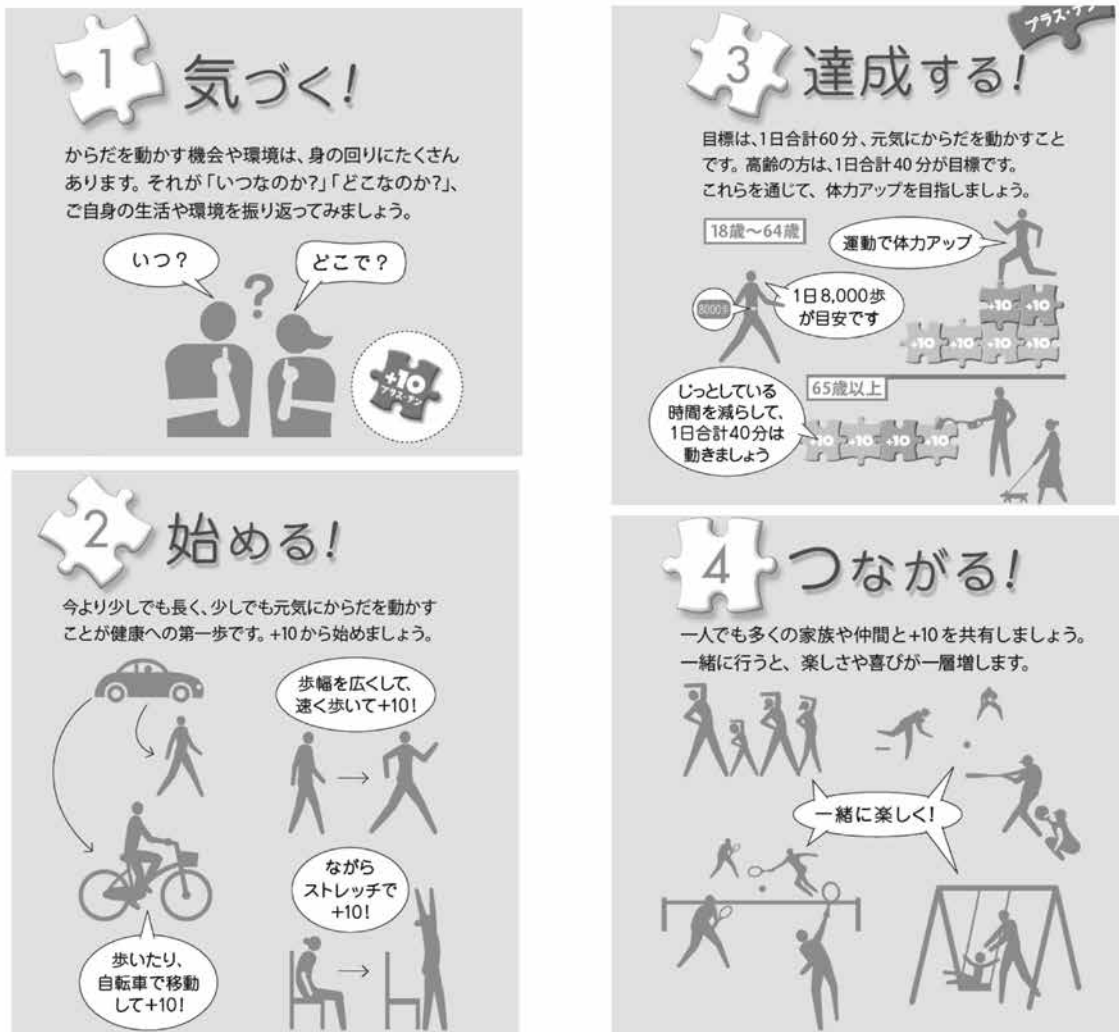 1
気づく!
からだを動かす機会や環境は、身の回りにたくさん
あります。それが「いつなのか?」「どこなのか?」、
ご自身の生活や環境を振り返ってみましょう。
いつ?
どこで?
?
+10
プラス・テン
2
始める!
今より少しでも長く、少しでも元気にからだを動かす
ことが健康への第一歩です。+10から始めましょう。
歩幅を広くして、
速く歩いて+10!
ながら
ストレッチで
+10!
歩いたり、
自転車で移動
して+10!
プラス・テン
3
達成する!
目標は、1日合計60分、元気にからだを動かすこと
です。高齢の方は、1日合計40分が目標です。
これらを通じて、体力アップを目指しましょう。
18歳〜64歳
運動で体力アップ
1日8,000歩
が目安です
8000歩
+10 +10
+10 +10 +10 +10
じっとしている
時間を減らして、
1日合計40分は
動きましょう
65歳以上
+10 +10 +10 +10
4
つながる!
一人でも多くの家族や仲間と+10を共有しましょう。
一緒に行うと、楽しさや喜びが一層増します。
一緒に楽しく!